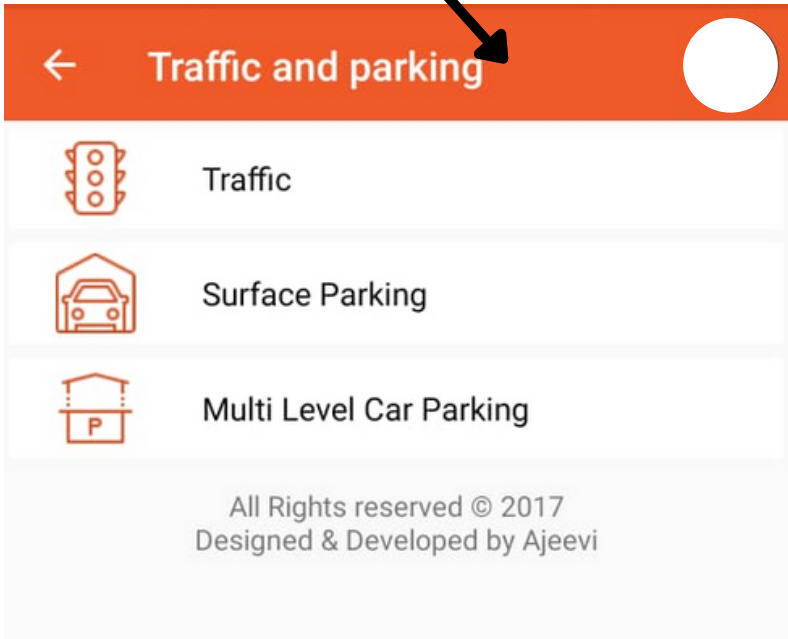 Traffic and parking
Traffic
Surface Parking
P
Multi Level Car Parking
All Rights reserved © 2017
Designed & Developed by Ajeevi